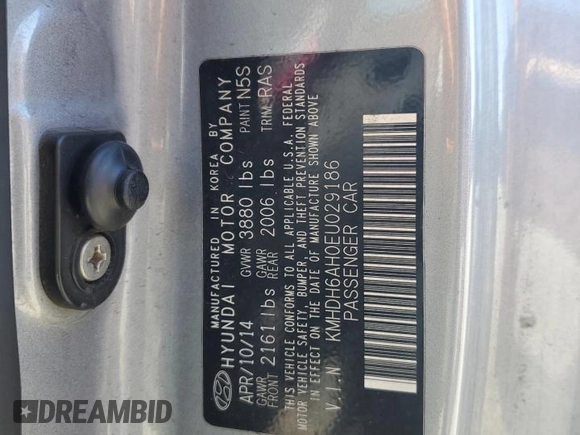 MANUFACTURED IN KOREA BY
HYUNDAI MOTOR COMPANY
APR/10/14 GVWR 3880 lbs PAINT N5S
GAWR FRONT 2161 lbs GAWR REAR 2006 lbs TRIM RAS
THIS VEHICLE CONFORMS TO ALL APPLICABLE U.S.A. FEDERAL
MOTOR VEHICLE SAFETY, BUMPER, AND THEFT PREVENTION STANDARDS
IN EFFECT ON THE DATE OF MANUFACTURE SHOWN ABOVE
V.I.N KMHDH6AH0EU029186
PASSENGER CAR
DREAMBID